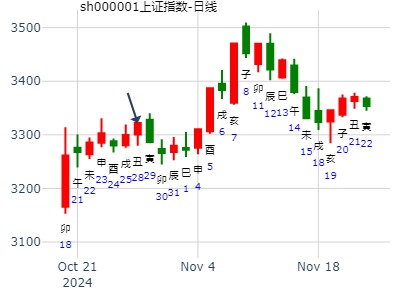 sh000001上证指数-日线
3500
3400
3300
3200
3100
卯
18
午
21
未
22
申
23
酉
24
戌
25
丑
28
寅
29
卯
30
辰
31
巳
1
申
4
酉
5
戌
6
亥
7
子
8
卯
11
辰
12
巳
13
午
14
未
15
戌
18
亥
19
子
20
丑
21
寅
22
Oct 21
2024
Nov 4
Nov 18